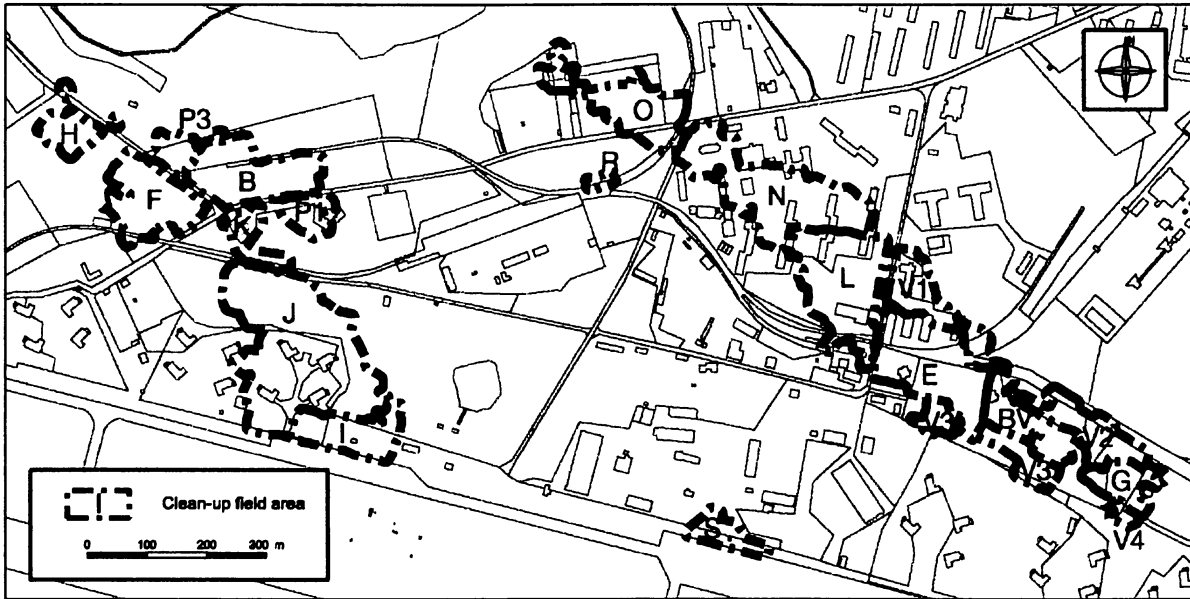 N
H
P3
O
F
B
R
P1
N
J
L
V1
I.
E
V3
BV
V2
V3
G
S.
V4
Clean-up field area
0 100 200 300 m